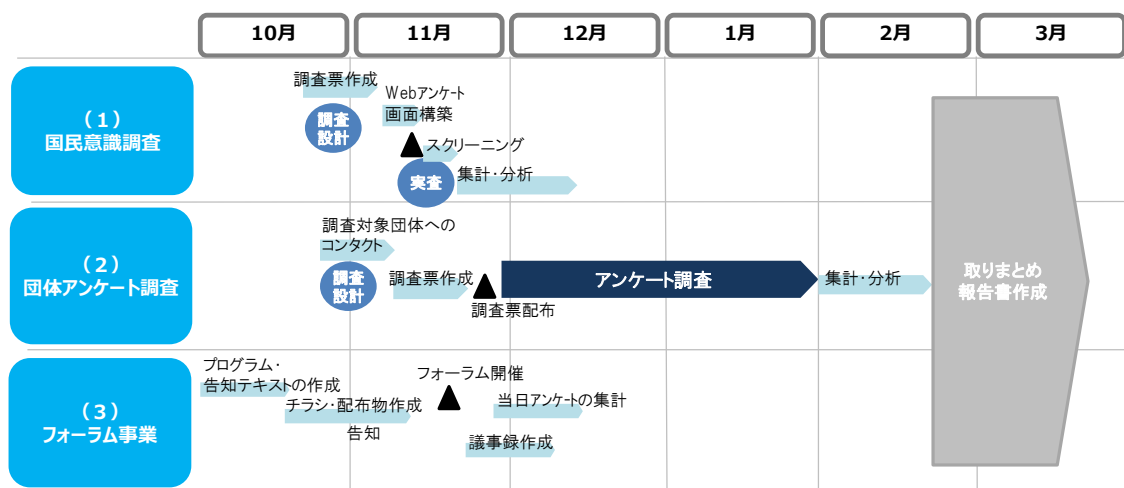 10月
11月
12月
1月
2月
3月
（１）
国民意識調査
調査票作成
調査
設計
Webアンケート
画面構築
スクリーニング
実査
集計・分析
（２）
団体アンケート調査
調査対象団体への
コンタクト
調査
設計
調査票作成
調査票配布
アンケート調査
集計・分析
取りまとめ
報告書作成
（３）
フォーラム事業
プログラム・
告知テキストの作成
チラシ・配布物作成
告知
フォーラム開催
当日アンケートの集計
議事録作成